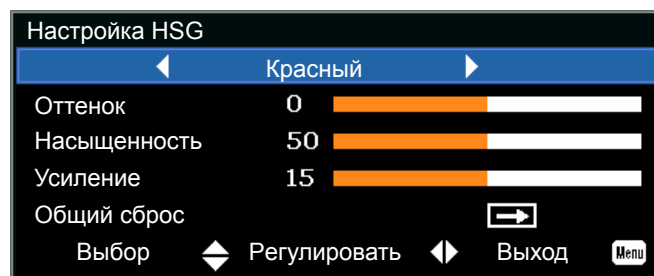 Настройка HSG
Красный
Оттенок 0
Насыщенность 50
Усиление 15
Общий сброс
Выбор Регулировать Выход Menu